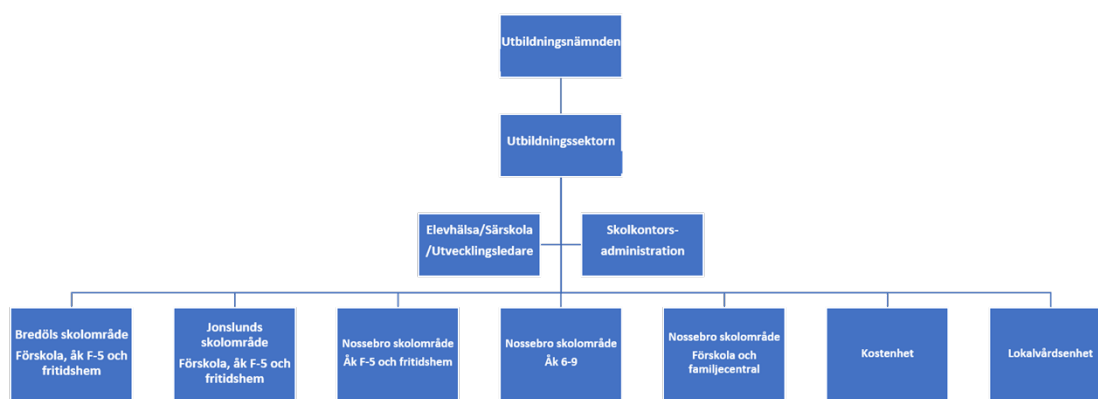 Utbildningsnämnden
Utbildningssektorn
Elevhälsa/Särskola
/Utvecklingsledare
Skolkontors-
administration
Bredöls skolområde
Förskola, åk F-5 och
fritidshem
Jonslunds
skolområde
Förskola, åk F-5 och
fritidshem
Nossebro skolområde
Åk F-5 och fritidshem
Nossebro skolområde
Åk 6-9
Nossebro skolområde
Förskola och
familjecentral
Kostenhet
Lokalvårdsenhet